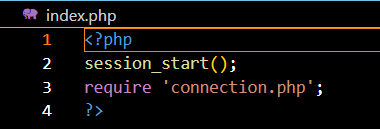 index.php
1 <?php
2 session_start();
3 require 'connection.php';
4 ?>